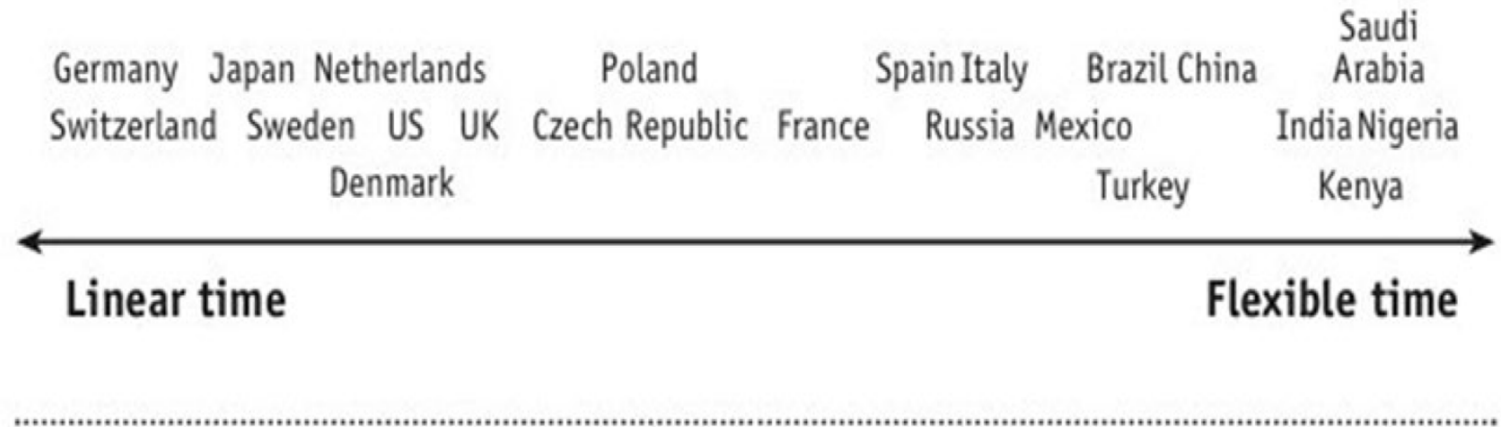 Saudi
Germany Japan Netherlands Poland Spain Italy Brazil China Arabia
Switzerland Sweden US UK Czech Republic France Russia Mexico India Nigeria
Denmark Turkey Kenya
Linear time Flexible time